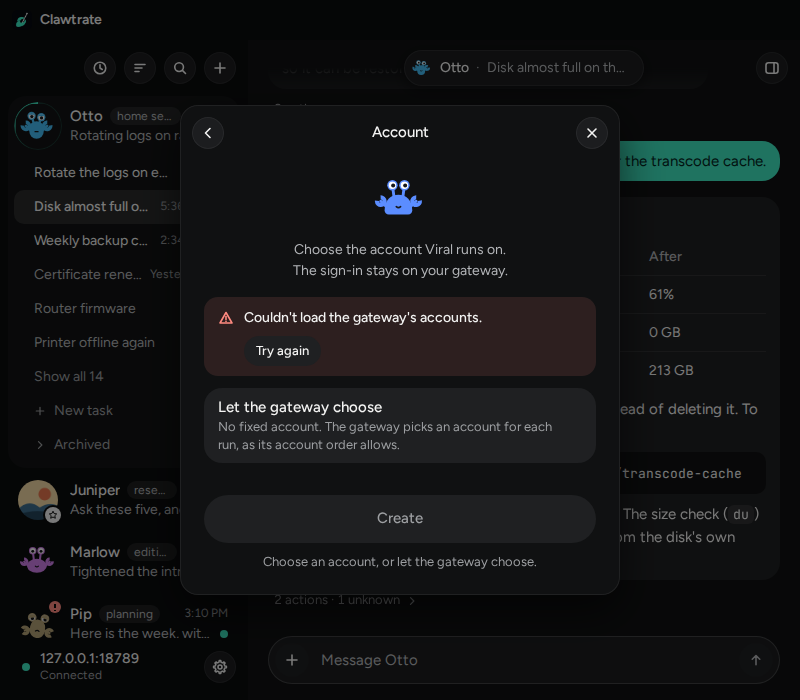 Clawtrate
Otto · Disk almost full on th...
Otto home se...
Rotating logs on r
Rotate the logs on e...
Disk almost full o... 5:36
Weekly backup c... 2:34
Certificate rene... Yeste
Router firmware
Printer offline again
Show all 14
+ New task
Archived
Juniper rese...
Ask these five, an
Marlow editi...
Tightened the intr
Pip planning 3:10 PM
Here is the week. wit...
127.0.0.1:18789
Connected
Account
Choose the account Viral runs on.
The sign-in stays on your gateway.
Couldn't load the gateway's accounts.
Try again
Let the gateway choose
No fixed account. The gateway picks an account for each
run, as its account order allows.
Create
Choose an account, or let the gateway choose.
the transcode cache.
After
61%
0 GB
213 GB
ead of deleting it. To
/transcode-cache
The size check ( du )
om the disk's own
2 actions · 1 unknown
Message Otto